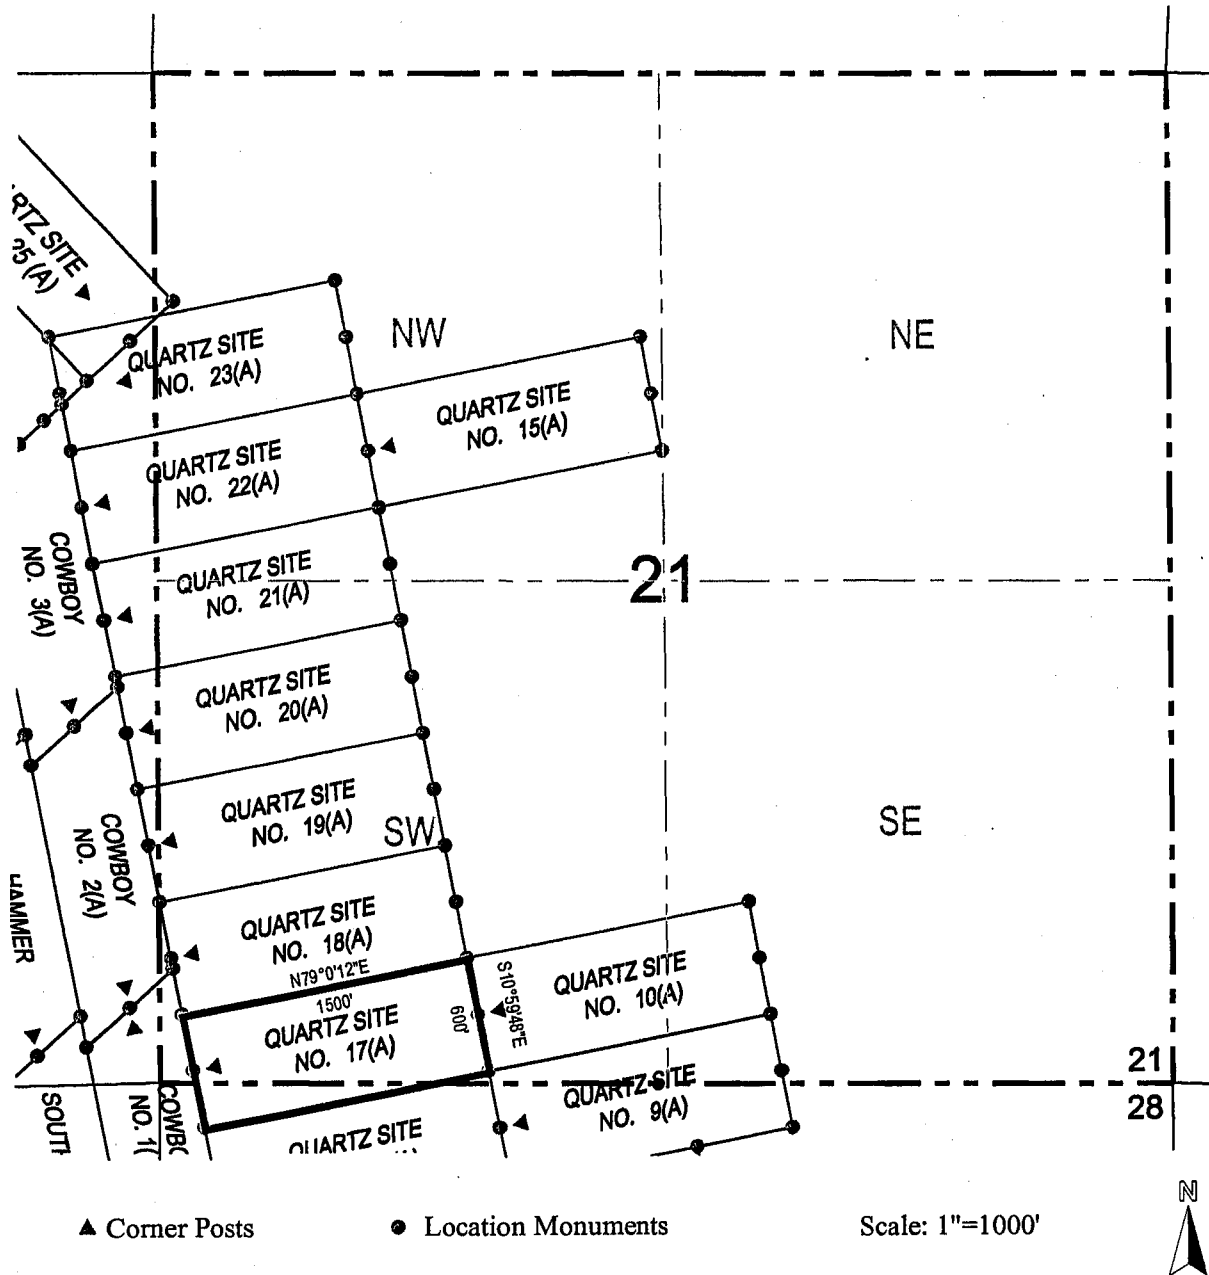 QUARTZ SITE
NO. 23(A)
NW
NE
QUARTZ SITE
NO. 15(A)
QUARTZ SITE
NO. 22(A)
COWBOY
NO. 3(A)
QUARTZ SITE
NO. 21(A)
21
QUARTZ SITE
NO. 20(A)
QUARTZ SITE
NO. 19(A)
SW
SE
COWBOY
NO. 2(A)
HAMMER
QUARTZ SITE
NO. 18(A)
N79°0'12"E
1500'
S10°59'48"E
600'
QUARTZ SITE
NO. 10(A)
QUARTZ SITE
NO. 17(A)
QUARTZ SITE
NO. 9(A)
21
28
QUARTZ SITE
▲ Corner Posts
● Location Monuments
Scale: 1"=1000'
N